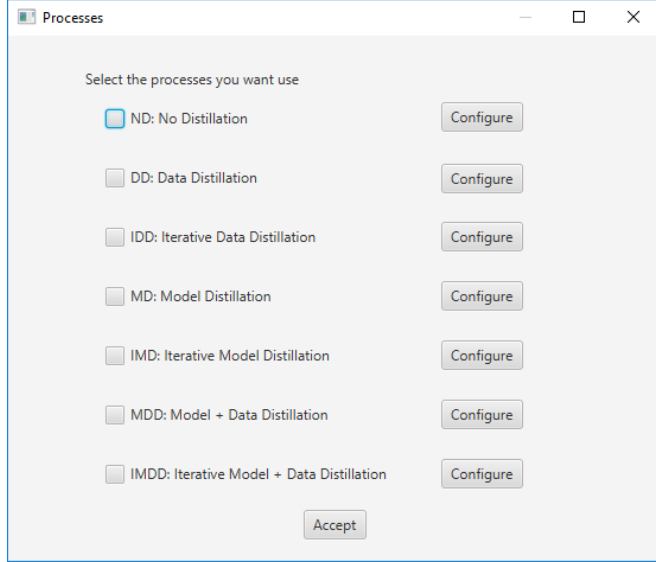 Processes
Select the processes you want use
ND: No Distillation Configure
DD: Data Distillation Configure
IDD: Iterative Data Distillation Configure
MD: Model Distillation Configure
IMD: Iterative Model Distillation Configure
MDD: Model + Data Distillation Configure
IMDD: Iterative Model + Data Distillation Configure
Accept